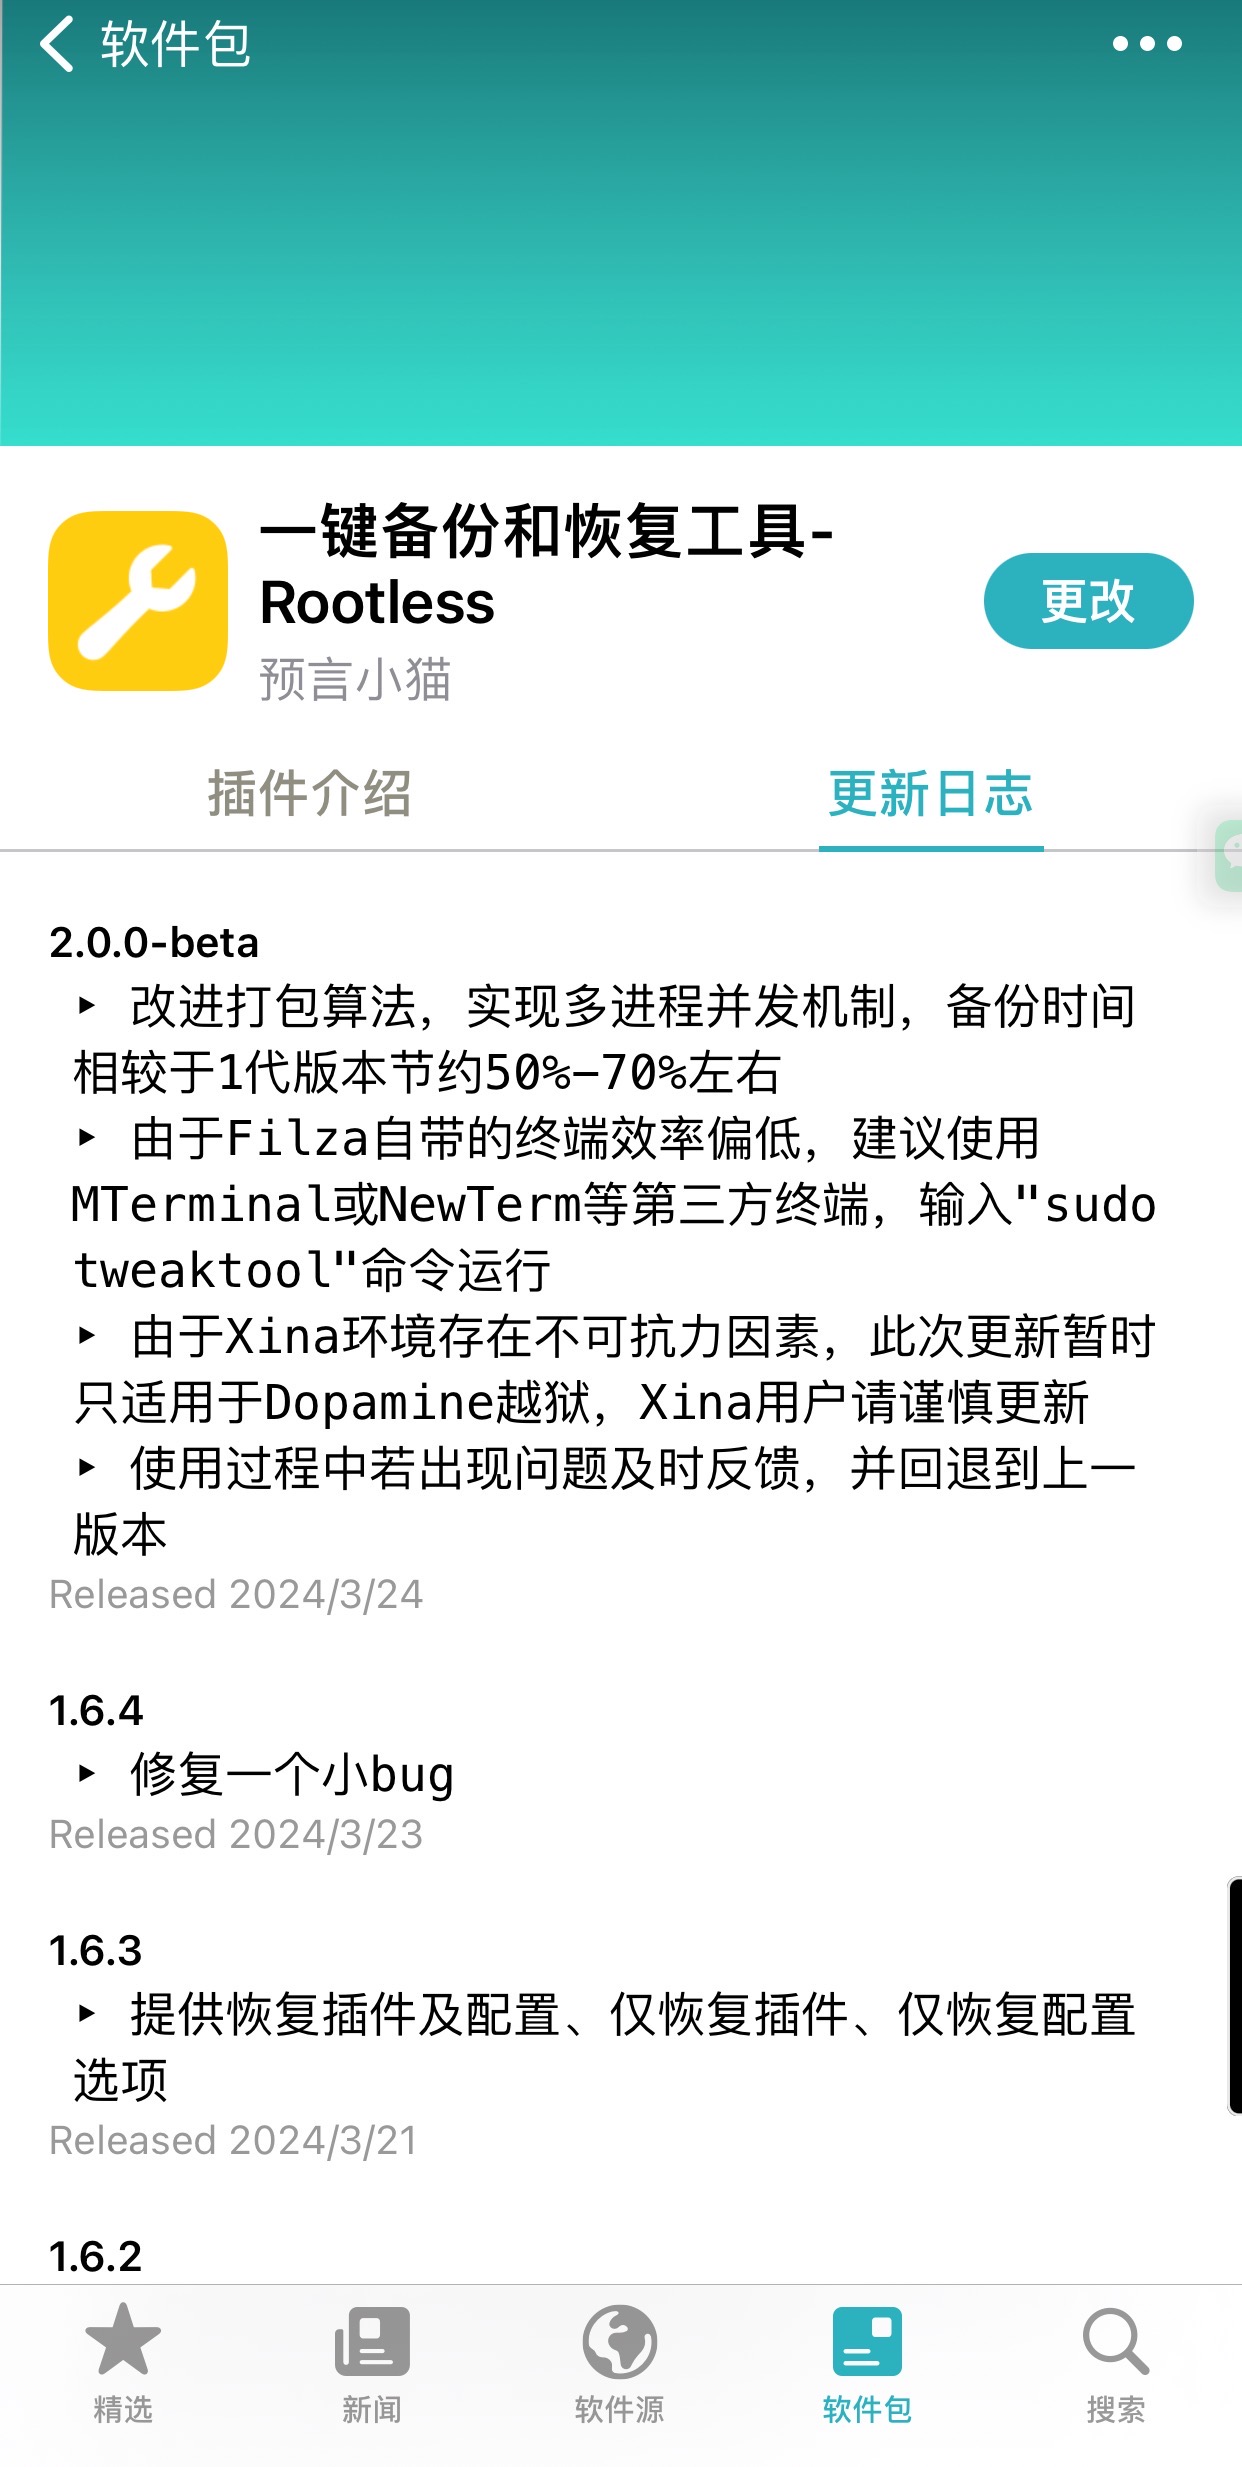 软件包
一键备份和恢复工具-
Rootless
预言小猫
更改
插件介绍
更新日志
2.0.0-beta
‣ 改进打包算法，实现多进程并发机制，备份时间
相较于1代版本节约50%-70%左右
‣ 由于Filza自带的终端效率偏低，建议使用
MTerminal或NewTerm等第三方终端，输入"sudo
tweaktool"命令运行
‣ 由于Xina环境存在不可抗力因素，此次更新暂时
只适用于Dopamine越狱，Xina用户请谨慎更新
‣ 使用过程中若出现问题及时反馈，并回退到上一
版本
Released 2024/3/24
1.6.4
‣ 修复一个小bug
Released 2024/3/23
1.6.3
‣ 提供恢复插件及配置、仅恢复插件、仅恢复配置
选项
Released 2024/3/21
1.6.2
精选
新闻
软件源
软件包
搜索